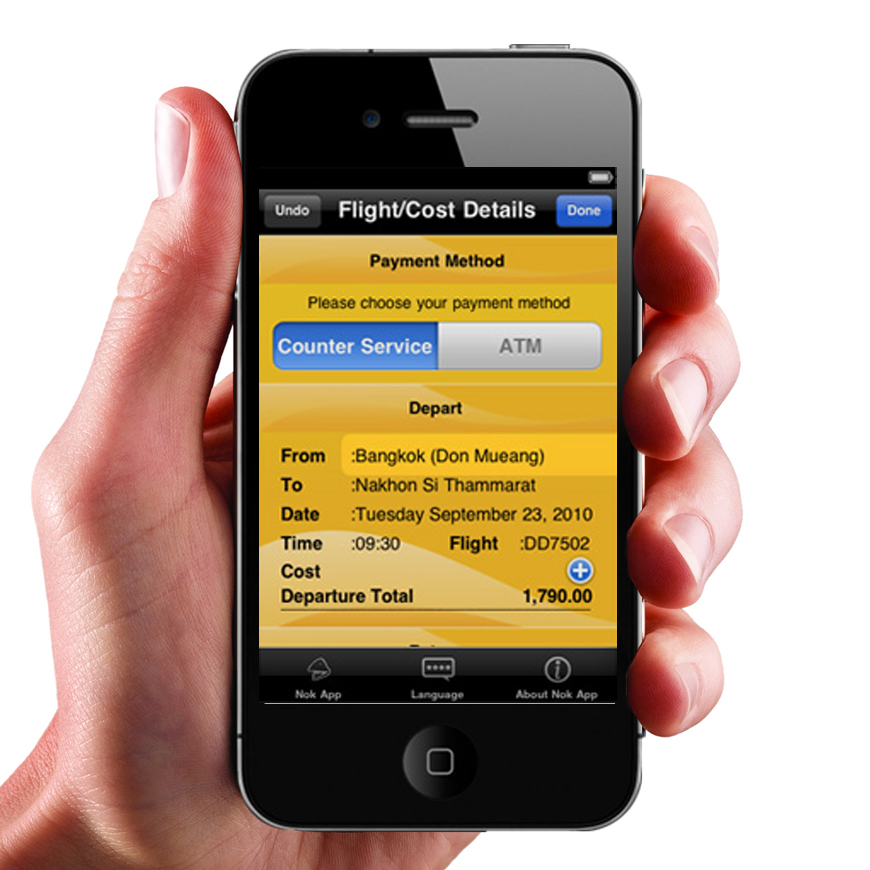 Undo Flight/Cost Details Done
Payment Method
Please choose your payment method
Counter Service ATM
Depart
From :Bangkok (Don Mueang)
To :Nakhon Si Thammarat
Date :Tuesday September 23, 2010
Time :09:30 Flight :DD7502
Cost
Departure Total 1,790.00
Nok App Language About Nok App